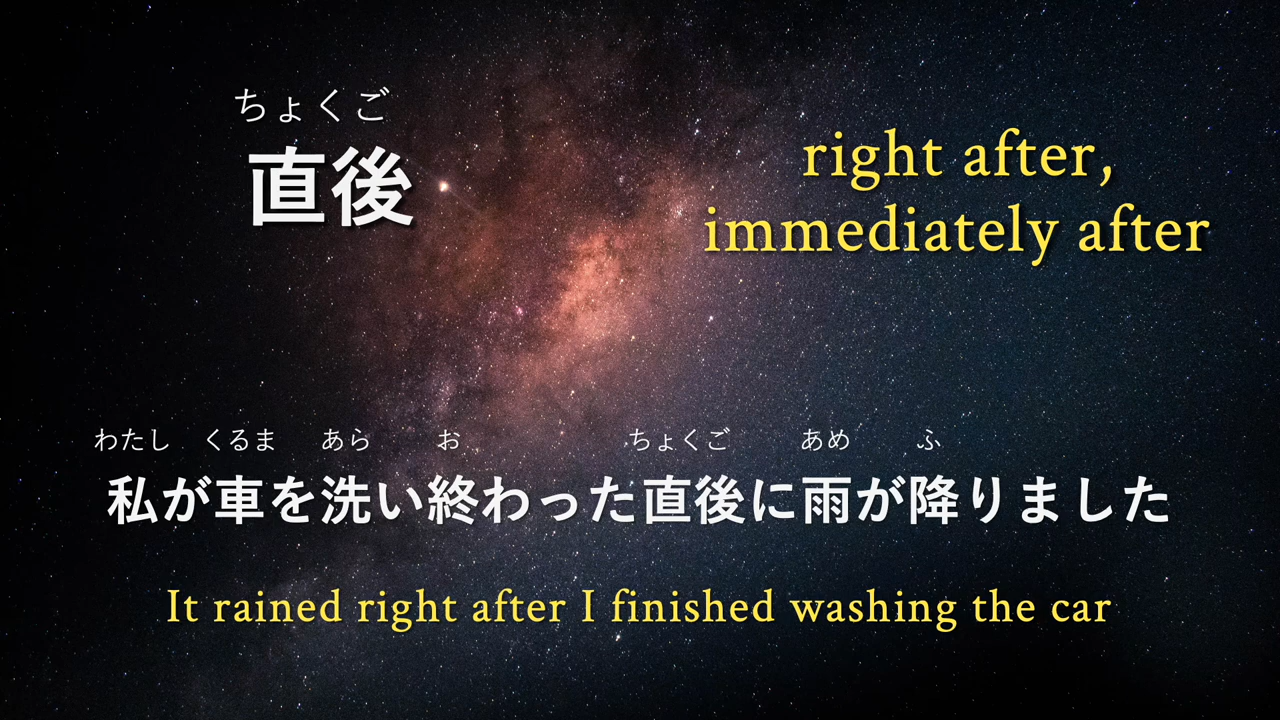 ちょくご
直後
right after,
immediately after
わたし くるま あら お ちょくご あめ ふ
私が車を洗い終わった直後に雨が降りました
It rained right after I finished washing the car